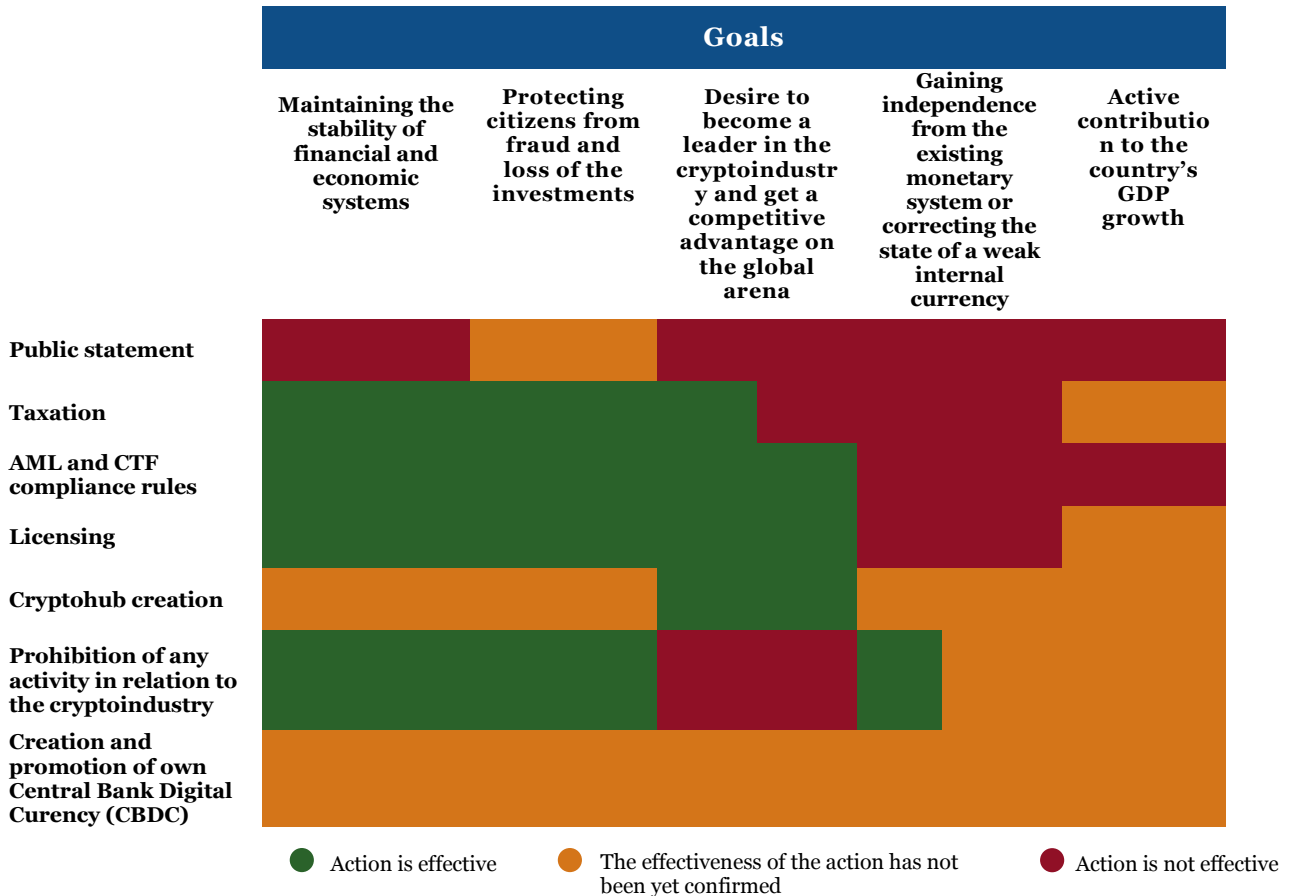 Goals
Maintaining the
stability of
financial and
economic
systems
Protecting
citizens from
fraud and
loss of the
investments
Desire to
become a
leader in the
cryptoindustr
y and get a
competitive
advantage on
the global
arena
Gaining
independence
from the
existing
monetary
system or
correcting the
state of a weak
internal
currency
Active
contributio
n to the
country's
GDP
growth
Public statement
Taxation
AML and CTF
compliance rules
Licensing
Cryptohub creation
Prohibition of any
activity in relation to
the cryptoindustry
Creation and
promotion of own
Central Bank Digital
Curency (CBDC)
Action is effective
The effectiveness of the action has not
been yet confirmed
Action is not effective